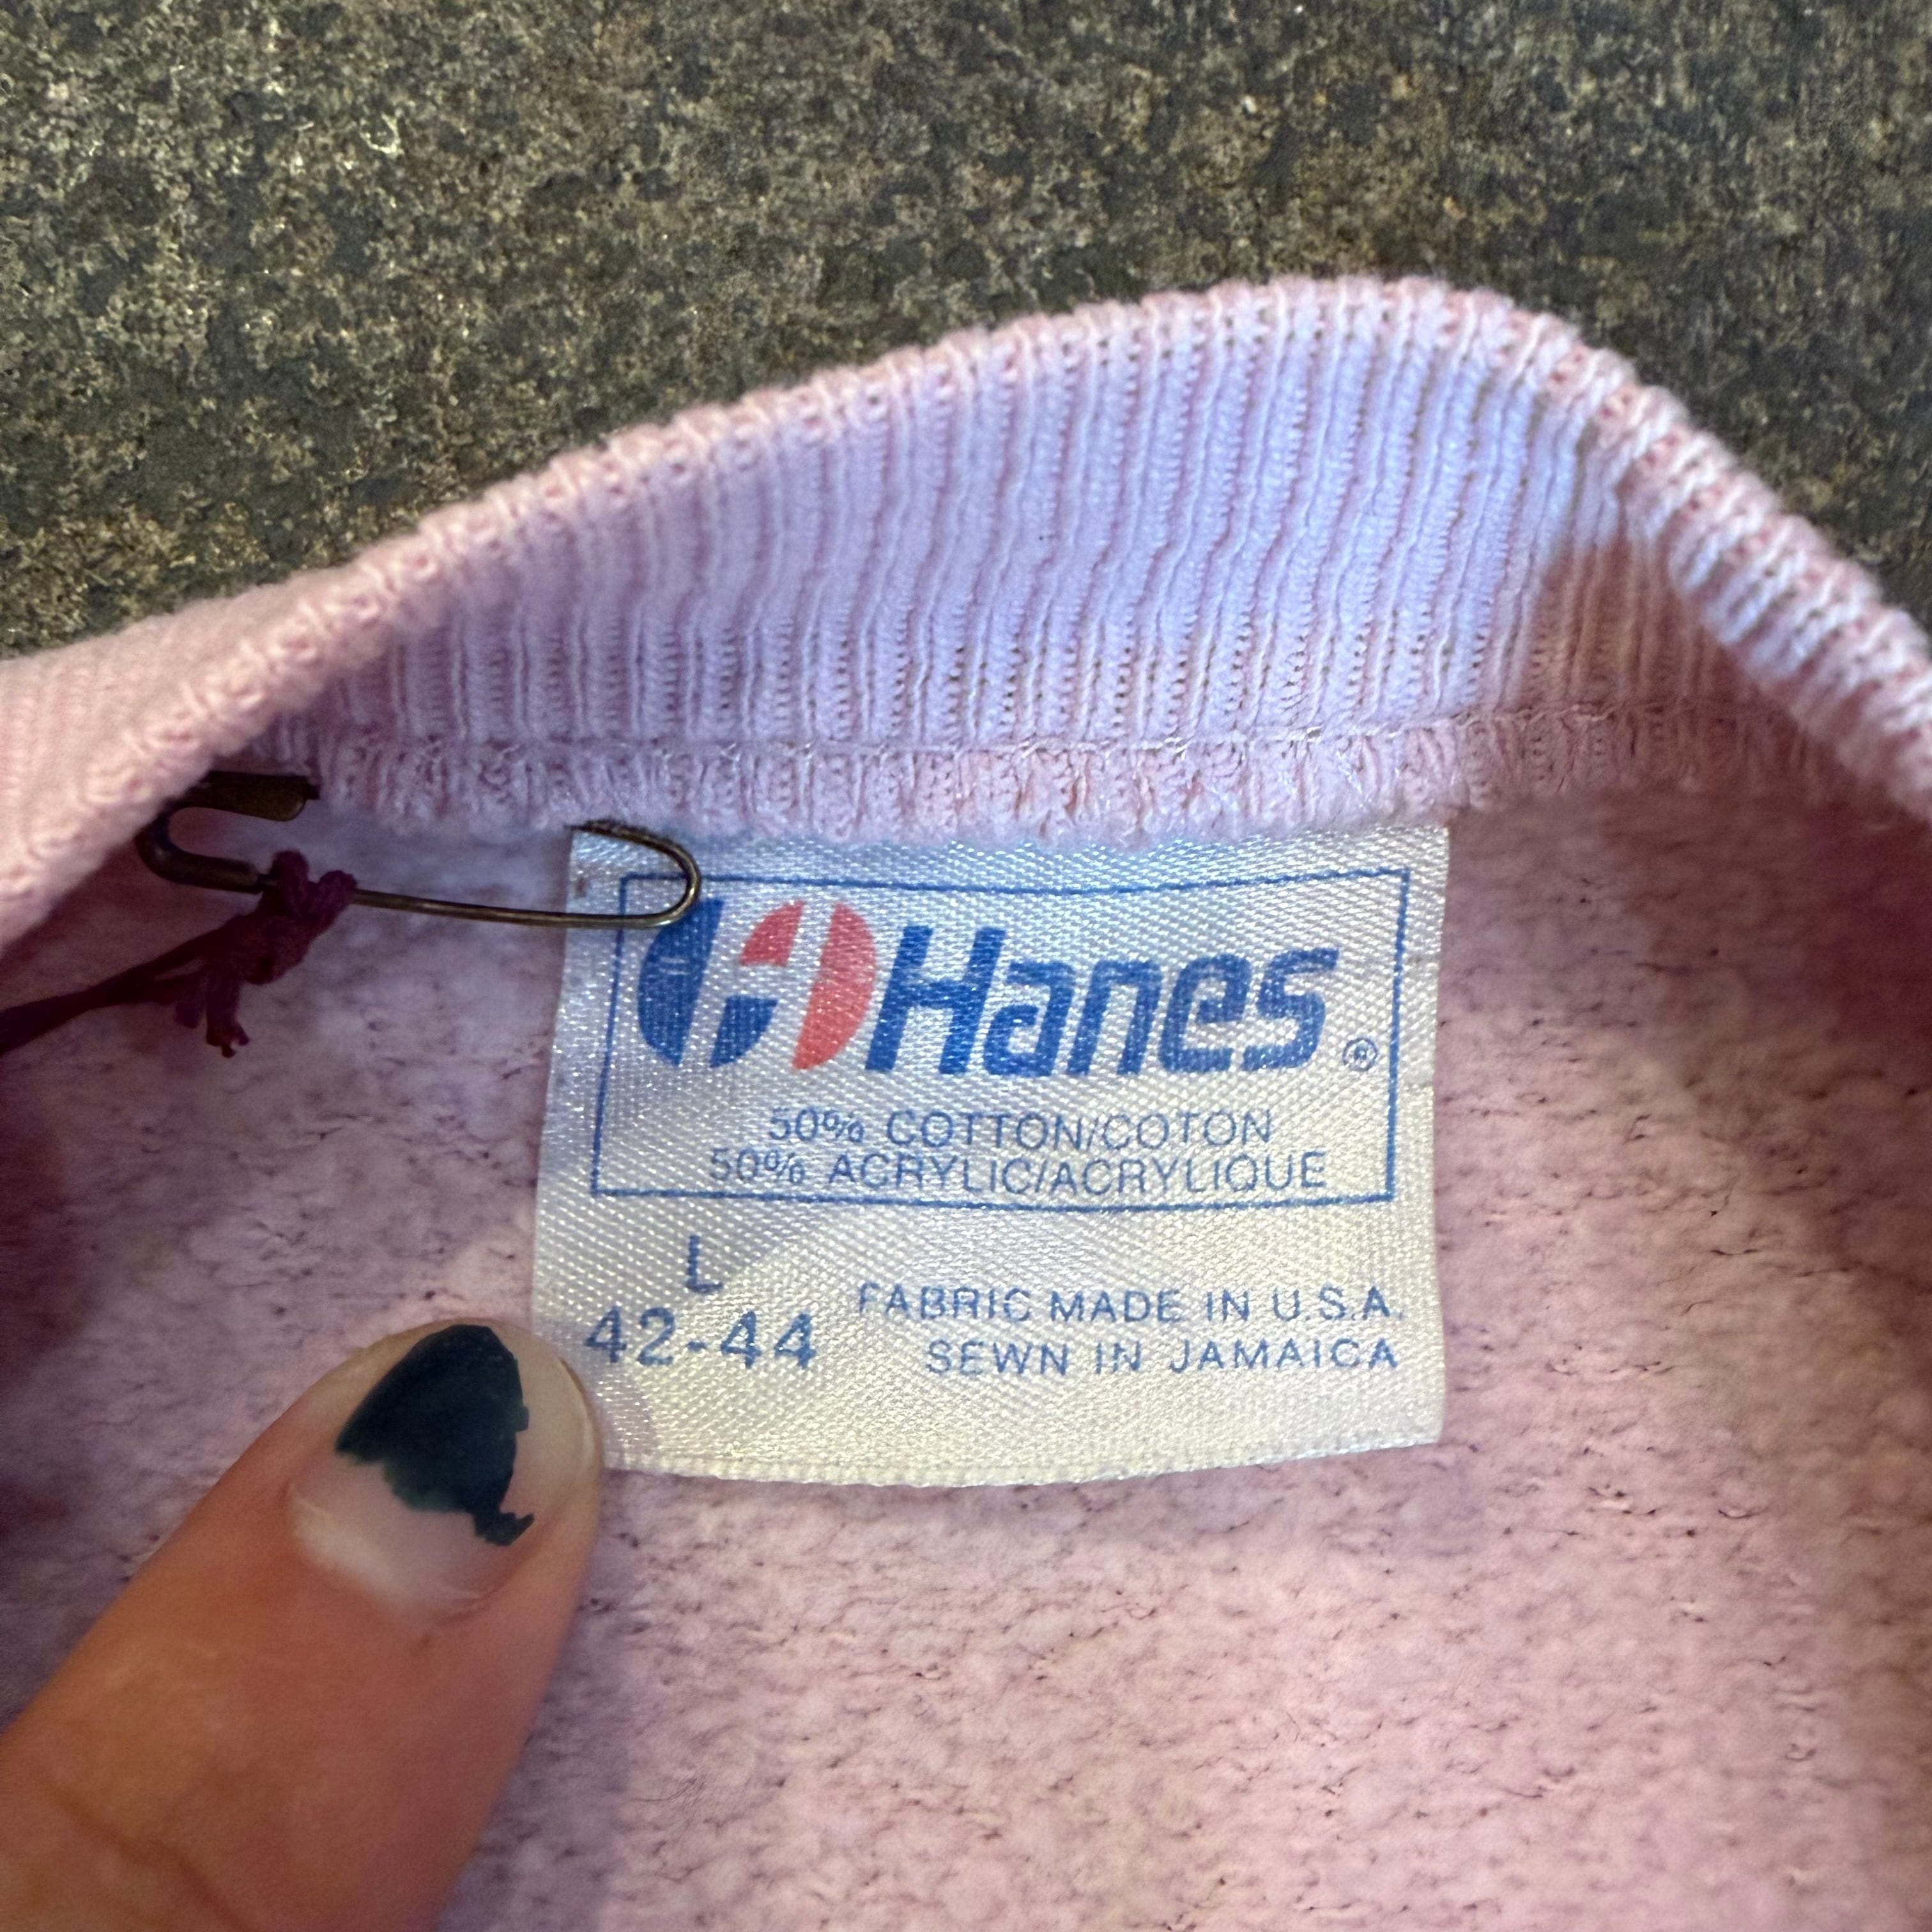 Hanes®
50% COTTON/COTON
50% ACRYLIC/ACRYLIQUE
L
42-44
FABRIC MADE IN U.S.A.
SEWN IN JAMAICA